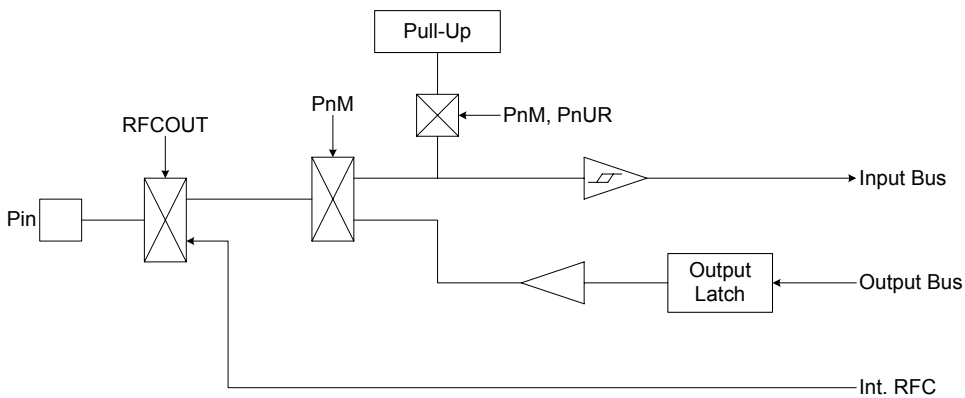 Pull-Up
PnM
PnM, PnUR
RFCOUT
Input Bus
Pin
Output
Latch
Output Bus
Int. RFC